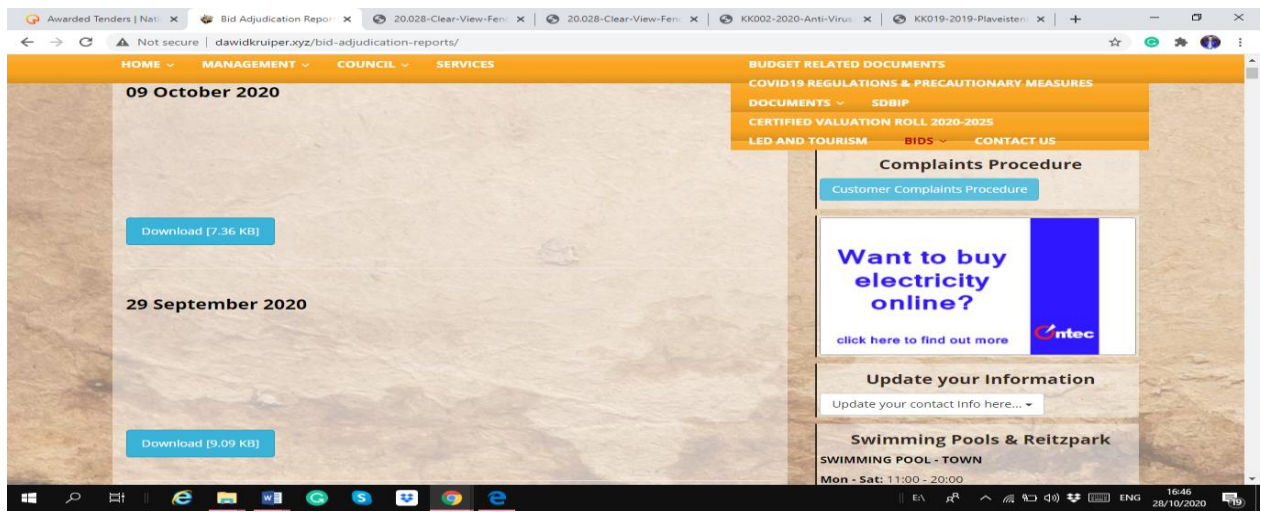 Awarded Tenders | Nati
Bid Adjudication Repor
20.028-Clear-View-Fen
20.028-Clear-View-Fenc
KK002-2020-Anti-Virus
KK019-2019-Plaveisten
Not secure | dawidkruiper.xyz/bid-adjudication-reports/
HOME MANAGEMENT COUNCIL SERVICES
BUDGET RELATED DOCUMENTS
COVID19 REGULATIONS & PRECAUTIONARY MEASURES
DOCUMENTS SDBIP
CERTIFIED VALUATION ROLL 2020-2025
LED AND TOURISM BIDS CONTACT US
09 October 2020
Download [7.36 KB]
29 September 2020
Download [9.09 KB]
Complaints Procedure
Customer Complaints Procedure
Want to buy
electricity
online?
click here to find out more
Ontec
Update your Information
Update your contact Info here...
Swimming Pools & Reitzpark
SWIMMING POOL - TOWN
Mon - Sat: 11:00 - 20:00
ENG
16:46
28/10/2020
19